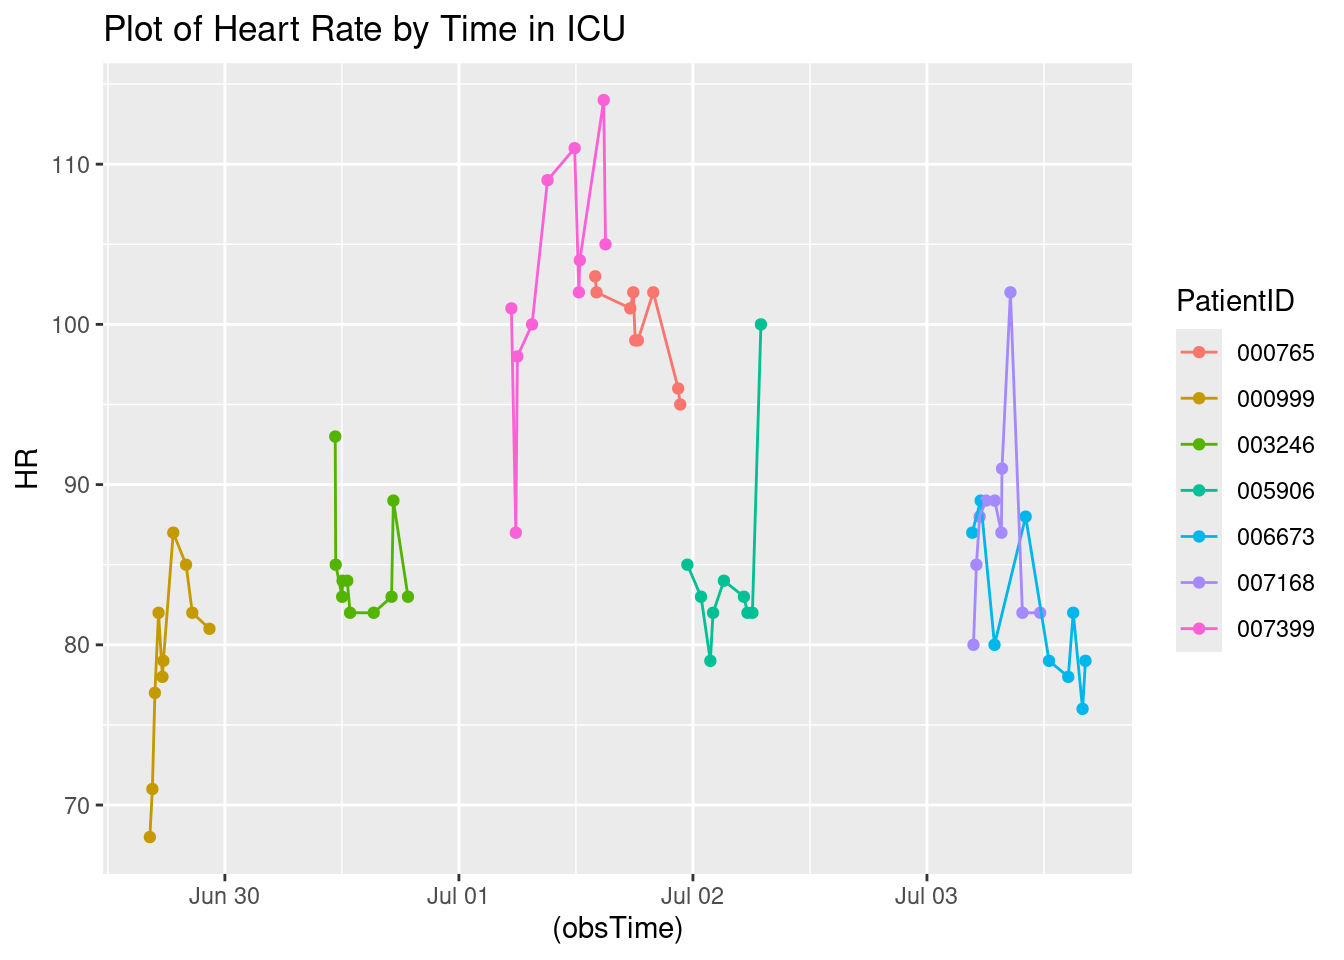 Plot of Heart Rate by Time in ICU
HR
110
100
90
80
70
Jun 30 Jul 01 Jul 02 Jul 03
(obsTime)
PatientID
000765
000999
003246
005906
006673
007168
007399